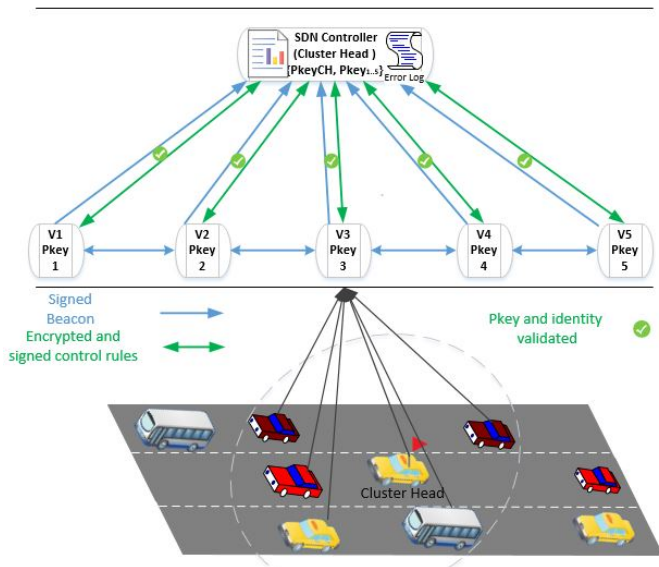 SDN Controller
(Cluster Head )
{PkeyCH, Pkey₁..₅}
Error Log
V1
Pkey
1
V2
Pkey
2
V3
Pkey
3
V4
Pkey
4
V5
Pkey
5
Signed
Beacon
Encrypted and
signed control rules
Pkey and identity
validated
Cluster Head